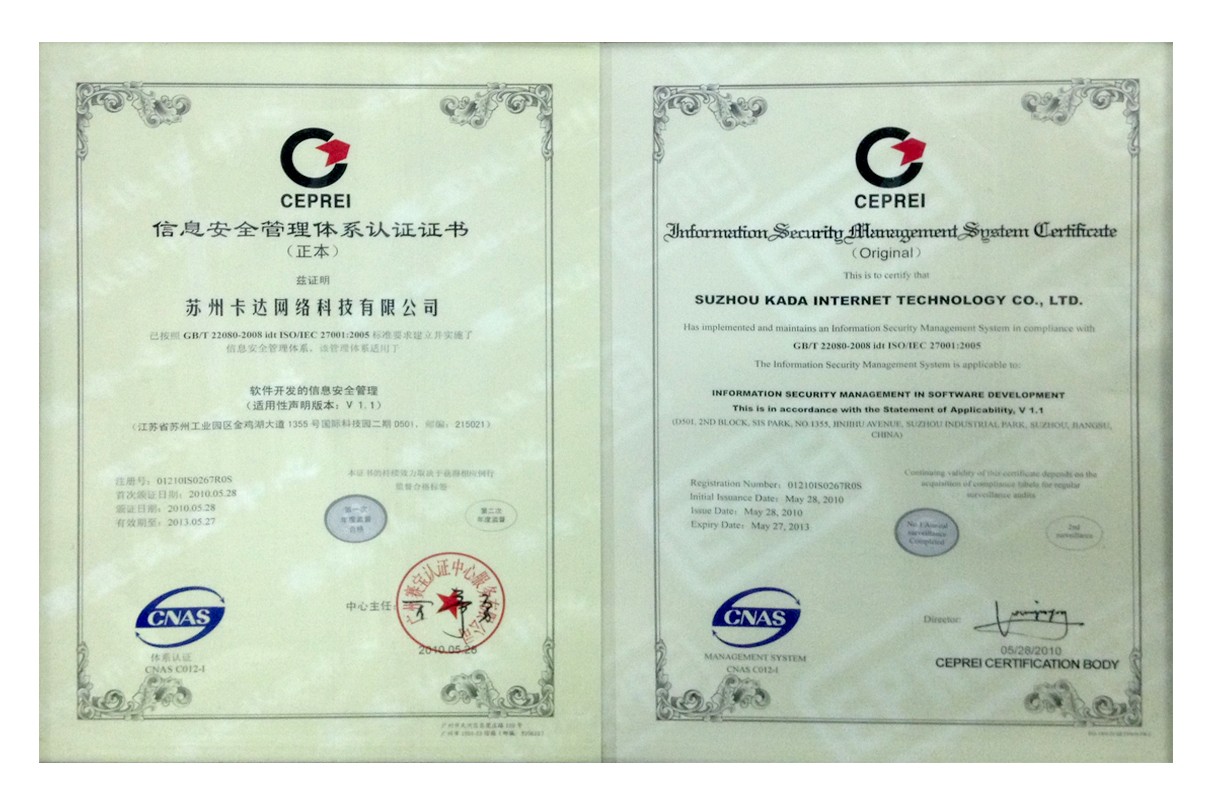 CEPREI
信息安全管理体系认证证书
（正本）
兹证明
苏州卡达网络科技有限公司
已按照 GB/T 22080-2008 idt ISO/IEC 27001:2005 标准要求建立并实施了
信息安全管理体系，该管理体系适用于
软件开发的信息安全管理
（适用性声明版本：V 1.1）
（江苏省苏州工业园区金鸡湖大道 1355 号国际科技园二期 D501，邮编：215021）
注册号：01210IS0267R0S
首次颁证日期：2010.05.28
颁证日期：2010.05.28
有效期至：2013.05.27
本证书的持续效力取决于
监督合格标签
第一次
年度监督
合格
第二次
年度监督
CNAS
体系认证
CNAS C012-I
中心主任：
2010.05.28
CEPREI
Information Security Management System Certificate
(Original)
This is to certify that
SUZHOU KADA INTERNET TECHNOLOGY CO., LTD.
Has implemented and maintains an Information Security Management System in compliance with
GB/T 22080-2008 idt ISO/IEC 27001:2005
The Information Security Management System is applicable to:
INFORMATION SECURITY MANAGEMENT IN SOFTWARE DEVELOPMENT
This is in accordance with the Statement of Applicability, V 1.1
(D501, 2ND BLOCK, SIS PARK, NO.1355, JINJIHU AVENUE, SUZHOU INDUSTRIAL PARK, SUZHOU, JIANGSU,
CHINA)
Registration Number: 01210IS0267R0S
Initial Issuance Date: May 28, 2010
Issue Date: May 28, 2010
Expiry Date: May 27, 2013
Continuing validity of this certificate depends on the
acquisition of compliance labels for regular
surveillance audits
surveillance
Completed
2nd
surveillance
CNAS
MANAGEMENT SYSTEM
CNAS C012-I
Director:
05/28/2010
CEPREI CERTIFICATION BODY